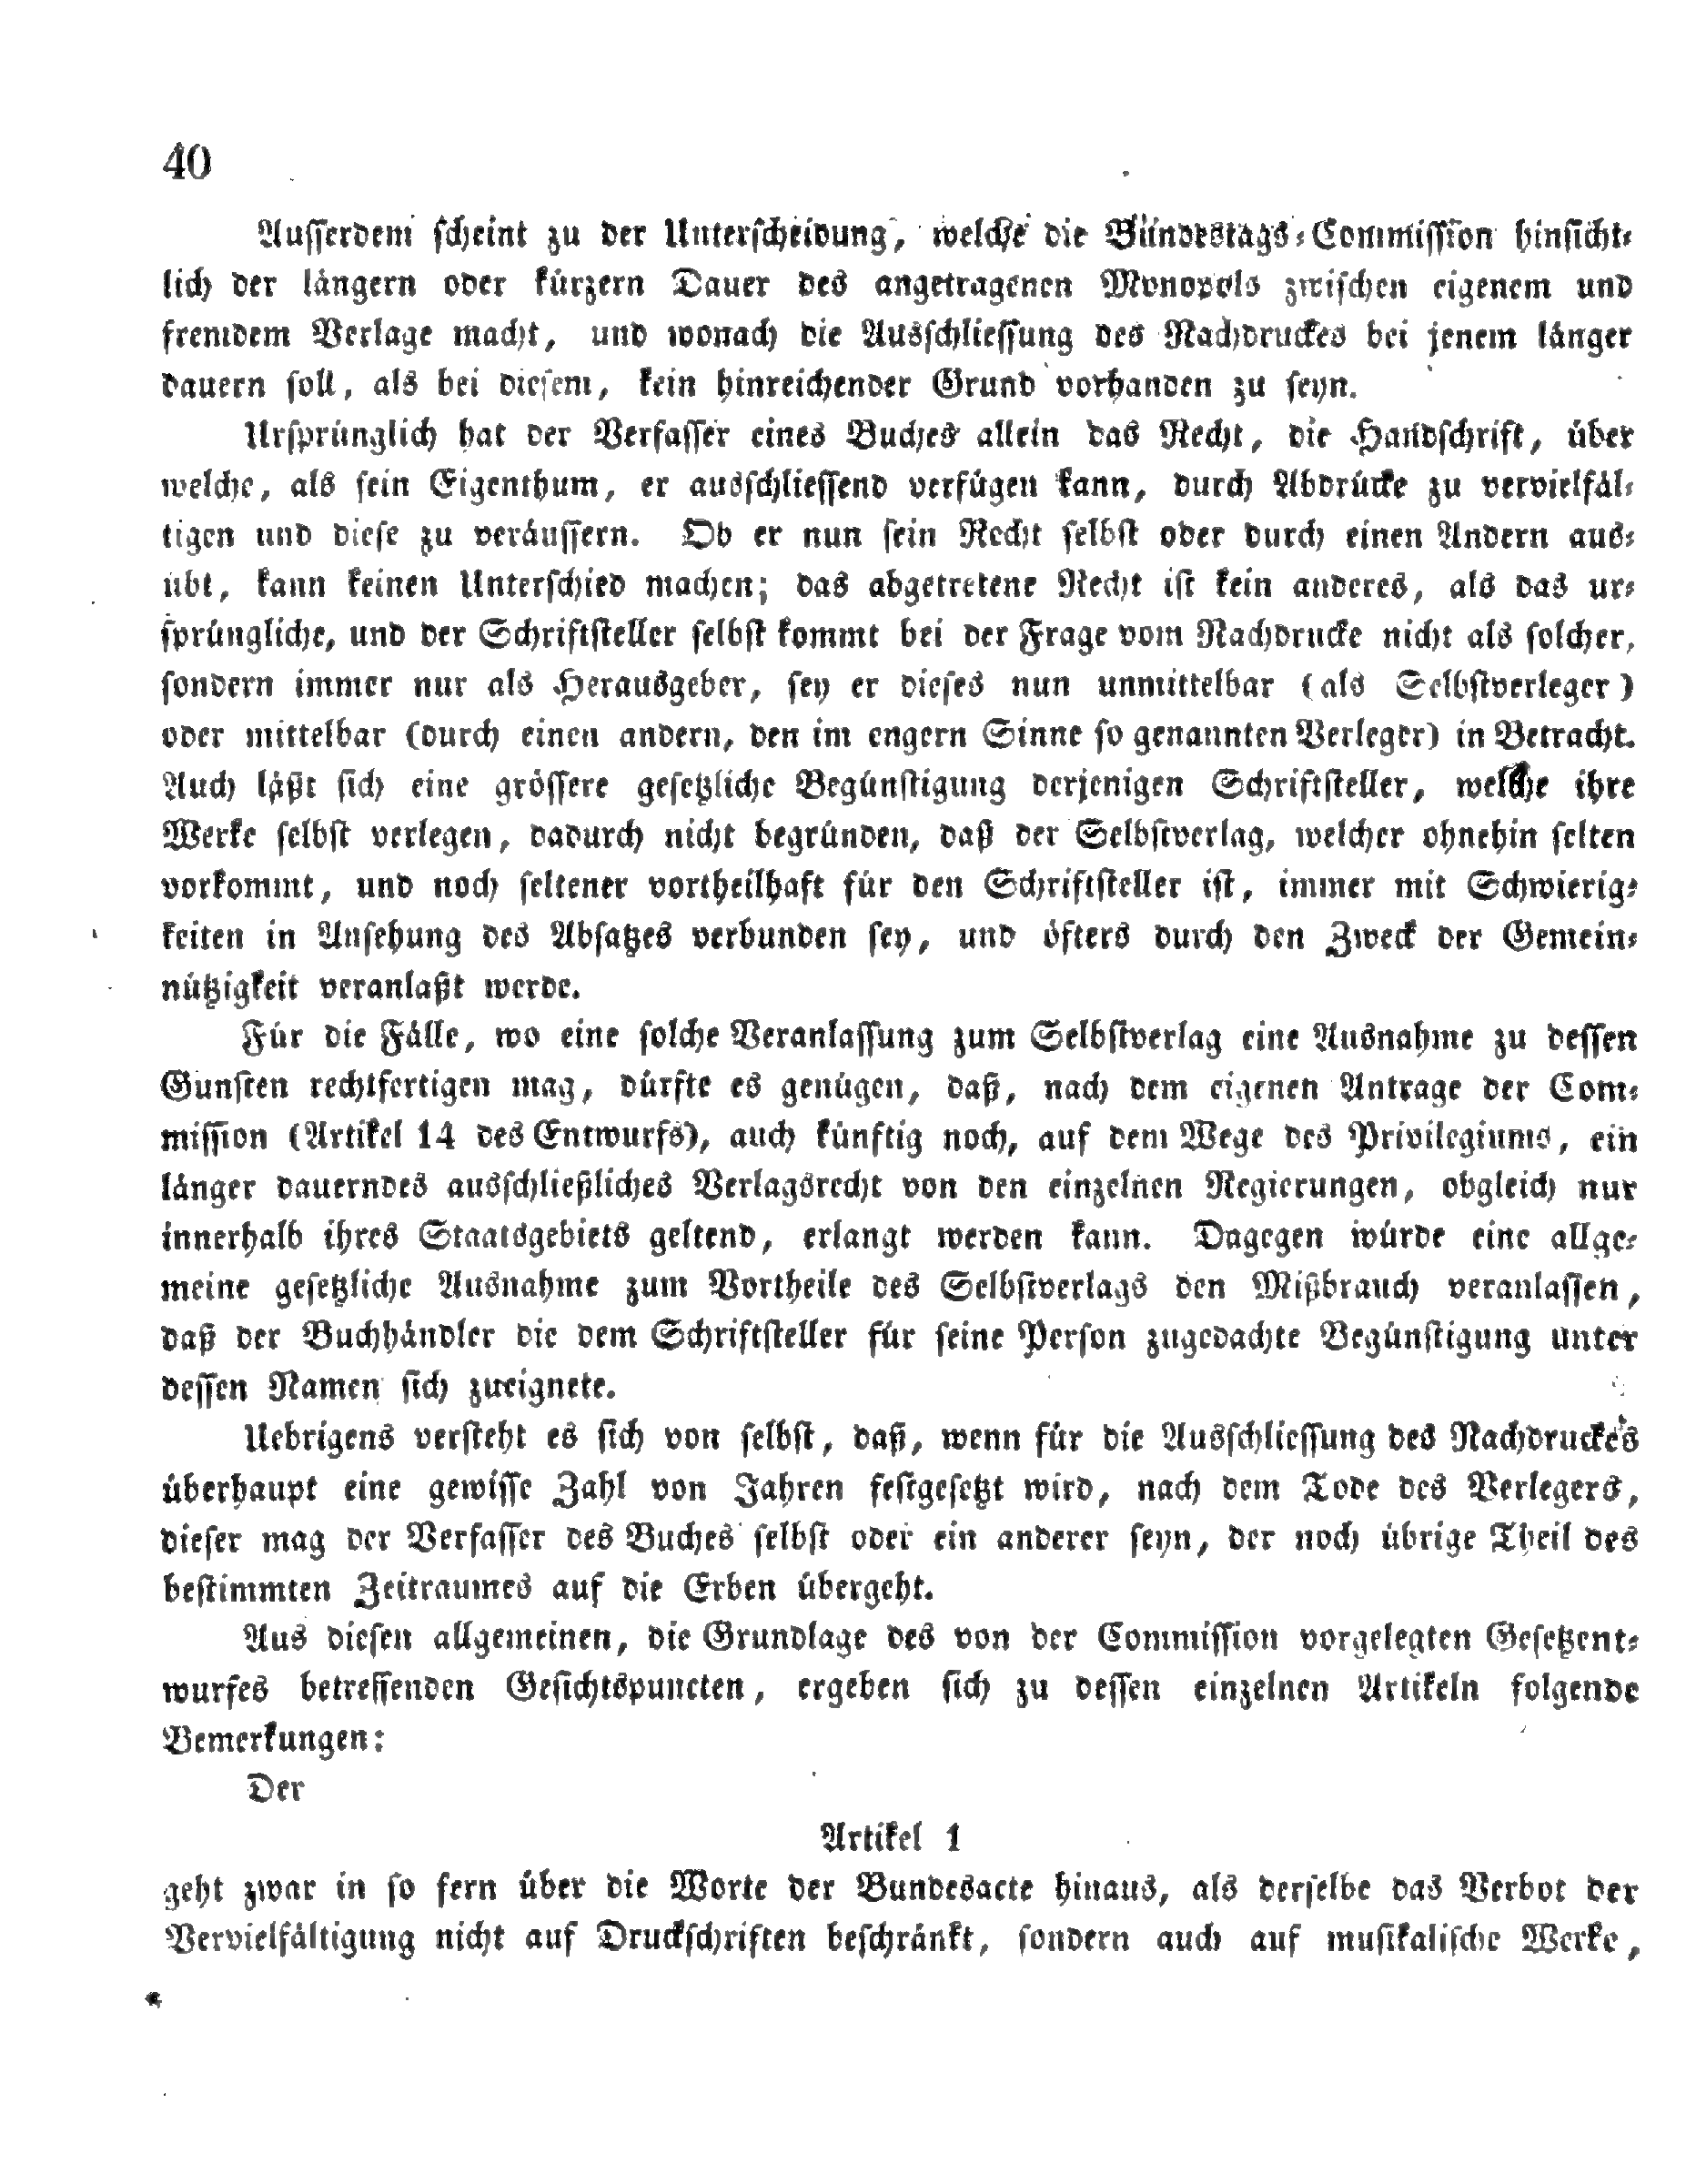 40
Ausserdem scheint zu der Unterscheidung, welche die Bundestags-Commission hinsicht-
lich der längern oder kürzern Dauer des angetragenen Monopols zwischen eigenem und
fremdem Verlage macht, und wonach die Ausschliessung des Nachdruckes bei jenem länger
dauern soll, als bei diesem, kein hinreichender Grund vorhanden zu seyn.
Ursprünglich hat der Verfasser eines Buches allein das Recht, die Handschrift, über
welche, als sein Eigenthum, er ausschliessend verfügen kann, durch Abdrücke zu vervielfäl-
tigen und diese zu veräussern. Ob er nun sein Recht selbst oder durch einen Andern aus-
übt, kann keinen Unterschied machen; das abgetretene Recht ist kein anderes, als das ur-
sprüngliche, und der Schriftsteller selbst kommt bei der Frage vom Nachdrucke nicht als solcher,
sondern immer nur als Herausgeber, sey er dieses nun unmittelbar (als Selbstverleger)
oder mittelbar (durch einen andern, den im engern Sinne so genannten Verleger) in Betracht.
Auch läßt sich eine grössere gesetzliche Begünstigung derjenigen Schriftsteller, welche ihre
Werke selbst verlegen, dadurch nicht begründen, daß der Selbstverlag, welcher ohnehin selten
vorkommt, und noch seltener vortheilhaft für den Schriftsteller ist, immer mit Schwierig-
keiten in Ansehung des Absatzes verbunden sey, und öfters durch den Zweck der Gemein-
nützigkeit veranlaßt werde.
Für die Fälle, wo eine solche Veranlassung zum Selbstverlag eine Ausnahme zu dessen
Gunsten rechtfertigen mag, dürfte es genügen, daß, nach dem eigenen Antrage der Com-
mission (Artikel 14 des Entwurfs), auch künftig noch, auf dem Wege des Privilegiums, ein
länger dauerndes ausschließliches Verlagsrecht von den einzelnen Regierungen, obgleich nur
innerhalb ihres Staatsgebiets geltend, erlangt werden kann. Dagegen würde eine allge-
meine gesetzliche Ausnahme zum Vortheile des Selbstverlags den Mißbrauch veranlassen,
daß der Buchhändler die dem Schriftsteller für seine Person zugedachte Begünstigung unter
dessen Namen sich zueignete.
Uebrigens versteht es sich von selbst, daß, wenn für die Ausschliessung des Nachdruckes
überhaupt eine gewisse Zahl von Jahren festgesetzt wird, nach dem Tode des Verlegers,
dieser mag der Verfasser des Buches selbst oder ein anderer seyn, der noch übrige Theil des
bestimmten Zeitraumes auf die Erben übergeht.
Aus diesen allgemeinen, die Grundlage des von der Commission vorgelegten Gesetzent-
wurfes betreffenden Gesichtspuncten, ergeben sich zu dessen einzelnen Artikeln folgende
Bemerkungen:
Der
Artikel 1
geht zwar in so fern über die Worte der Bundesacte hinaus, als derselbe das Verbot der
Vervielfältigung nicht auf Druckschriften beschränkt, sondern auch auf musikalische Werke,